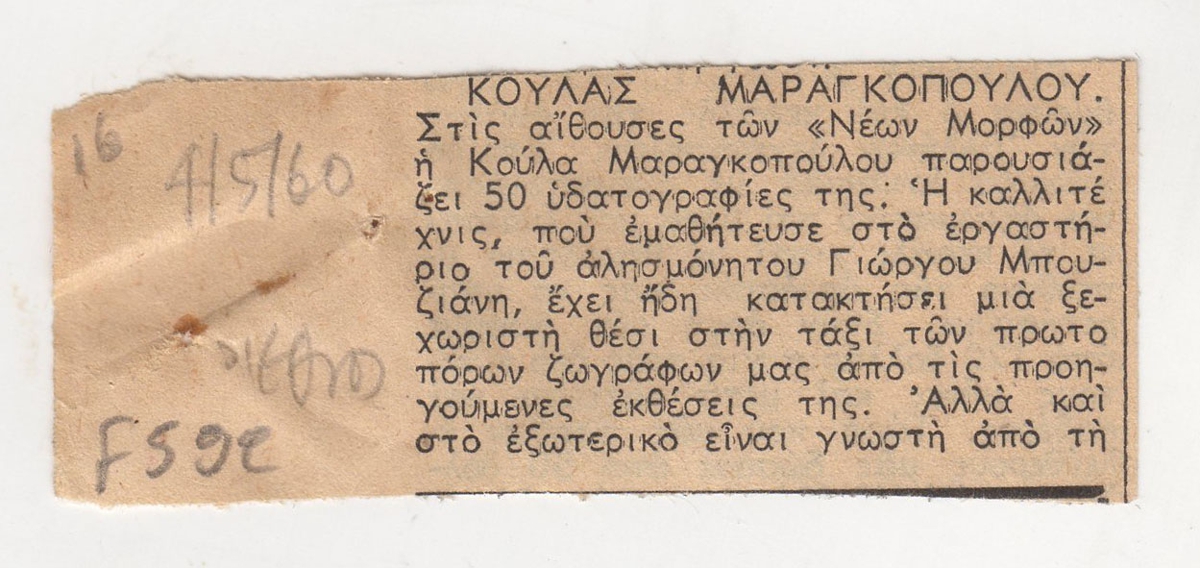 16
4/5/60
F592
ΚΟΥΛΑΣ ΜΑΡΑΓΚΟΠΟΥΛΟΥ.
Στὶς αἴθουσες τῶν «Νέων Μορφῶν»
ἡ Κούλα Μαραγκοπούλου παρουσιά-
ζει 50 ὑδατογραφίες της: Ἡ καλλιτέ
χνις, ποὺ ἐμαθήτευσε στὸ ἐργαστή-
ριο τοῦ ἀλησμόνητου Γιώργου Μπου-
ζιάνη, ἔχει ἤδη κατακτήσει μιὰ ξε-
χωριστὴ θέσι στὴν τάξι τῶν πρωτο
πόρων ζωγράφων μας ἀπὸ τὶς προη-
γούμενες ἐκθέσεις της. Ἀλλὰ καὶ
στὸ ἐξωτερικὸ εἶναι γνωστὴ ἀπὸ τὴ